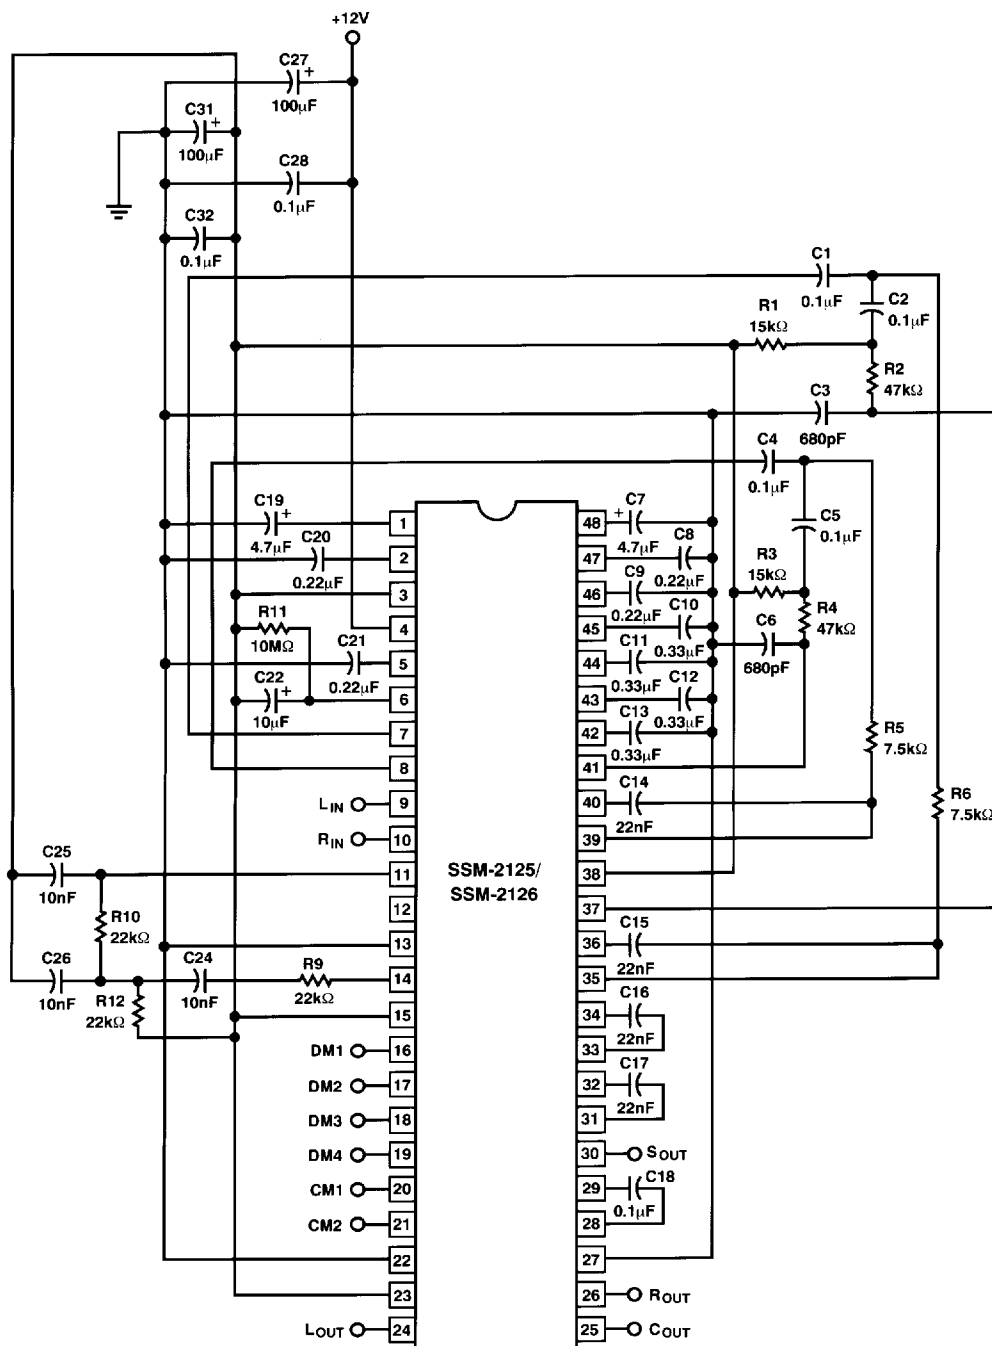 +12V
C27
+
100µF
C31
+
100µF
C28
0.1µF
C32
0.1µF
C1
0.1µF
C2
0.1µF
R1
15kΩ
R2
47kΩ
C3
680pF
C4
0.1µF
C5
0.1µF
R3
15kΩ
R4
47kΩ
C6
680pF
R5
7.5kΩ
R6
7.5kΩ
C19
+
4.7µF
C20
0.22µF
R11
10MΩ
C21
0.22µF
C22
+
10µF
LIN
RIN
C25
10nF
R10
22kΩ
C26
10nF
R12
22kΩ
C24
10nF
R9
22kΩ
DM1
DM2
DM3
DM4
CM1
CM2
LOUT
1
2
3
4
5
6
7
8
9
10
11
12
13
14
15
16
17
18
19
20
21
22
23
24
SSM-2125/
SSM-2126
48
47
46
45
44
43
42
41
40
39
38
37
36
35
34
33
32
31
30
29
28
27
26
25
+
C7
4.7µF
C8
0.22µF
C9
0.22µF
C10
0.33µF
C11
0.33µF
C12
0.33µF
C13
0.33µF
C14
22nF
C15
22nF
C16
22nF
C17
22nF
SOUT
C18
0.1µF
ROUT
COUT